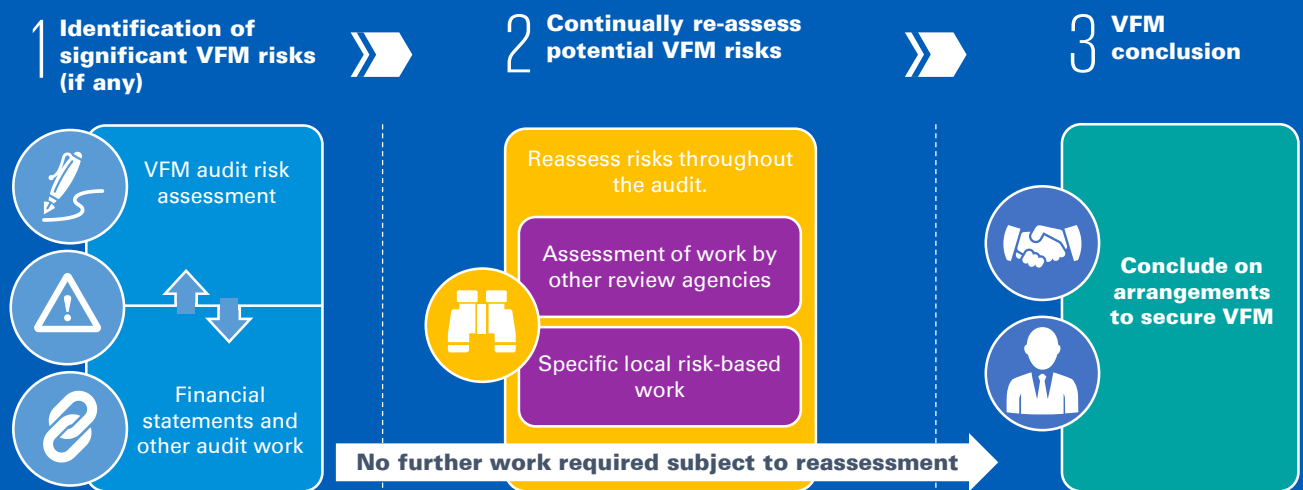 1
Identification of
significant VFM risks
(if any)
2
Continually re-assess
potential VFM risks
3
VFM
conclusion
VFM audit risk
assessment
Financial
statements and
other audit work
Reassess risks throughout
the audit.
Assessment of work by
other review agencies
Specific local risk-based
work
Conclude on
arrangements
to secure VFM
No further work required subject to reassessment